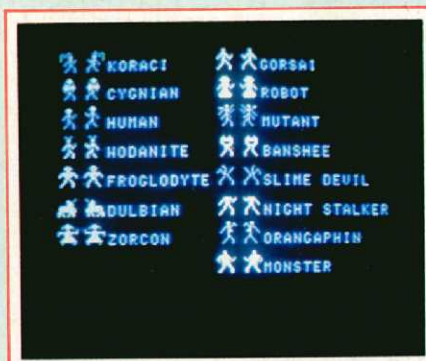 KORACI
CYGNIAN
HUMAN
HODANITE
FROGLODYTE
DULBIAN
ZORCON
GORSAI
ROBOT
MUTANT
BANSHEE
SLIME DEVIL
NIGHT STALKER
ORANGAPHIN
MONSTER